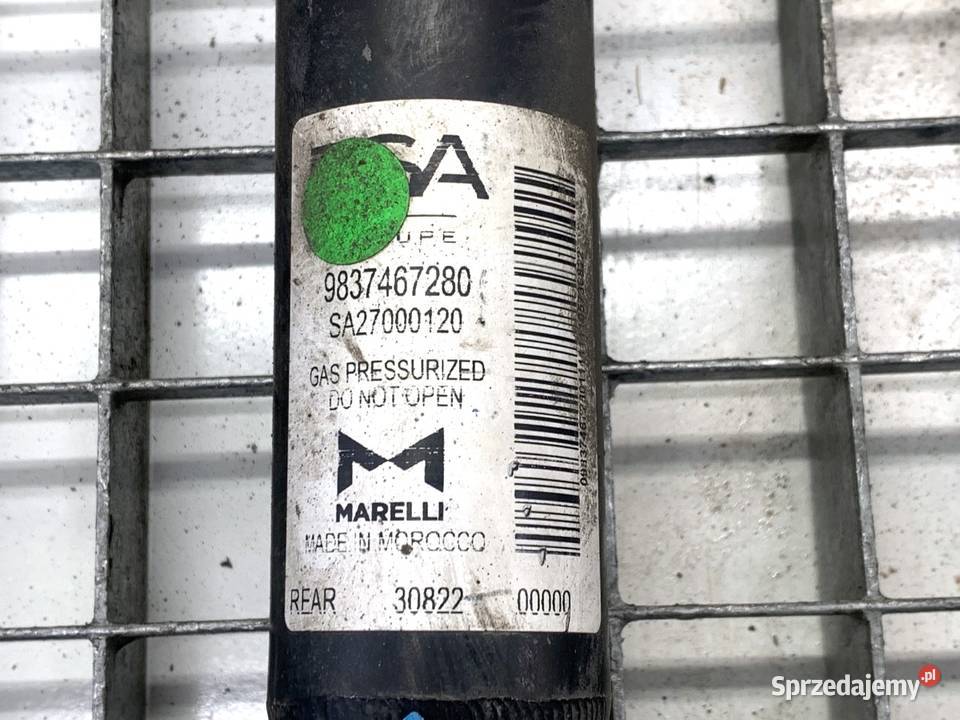 SA
UPE
9837467280
SA27000120
GAS PRESSURIZED
DO NOT OPEN
MARELLI
MADE IN MOROCCO
REAR 30822 00000
Sprzedajemy.pl